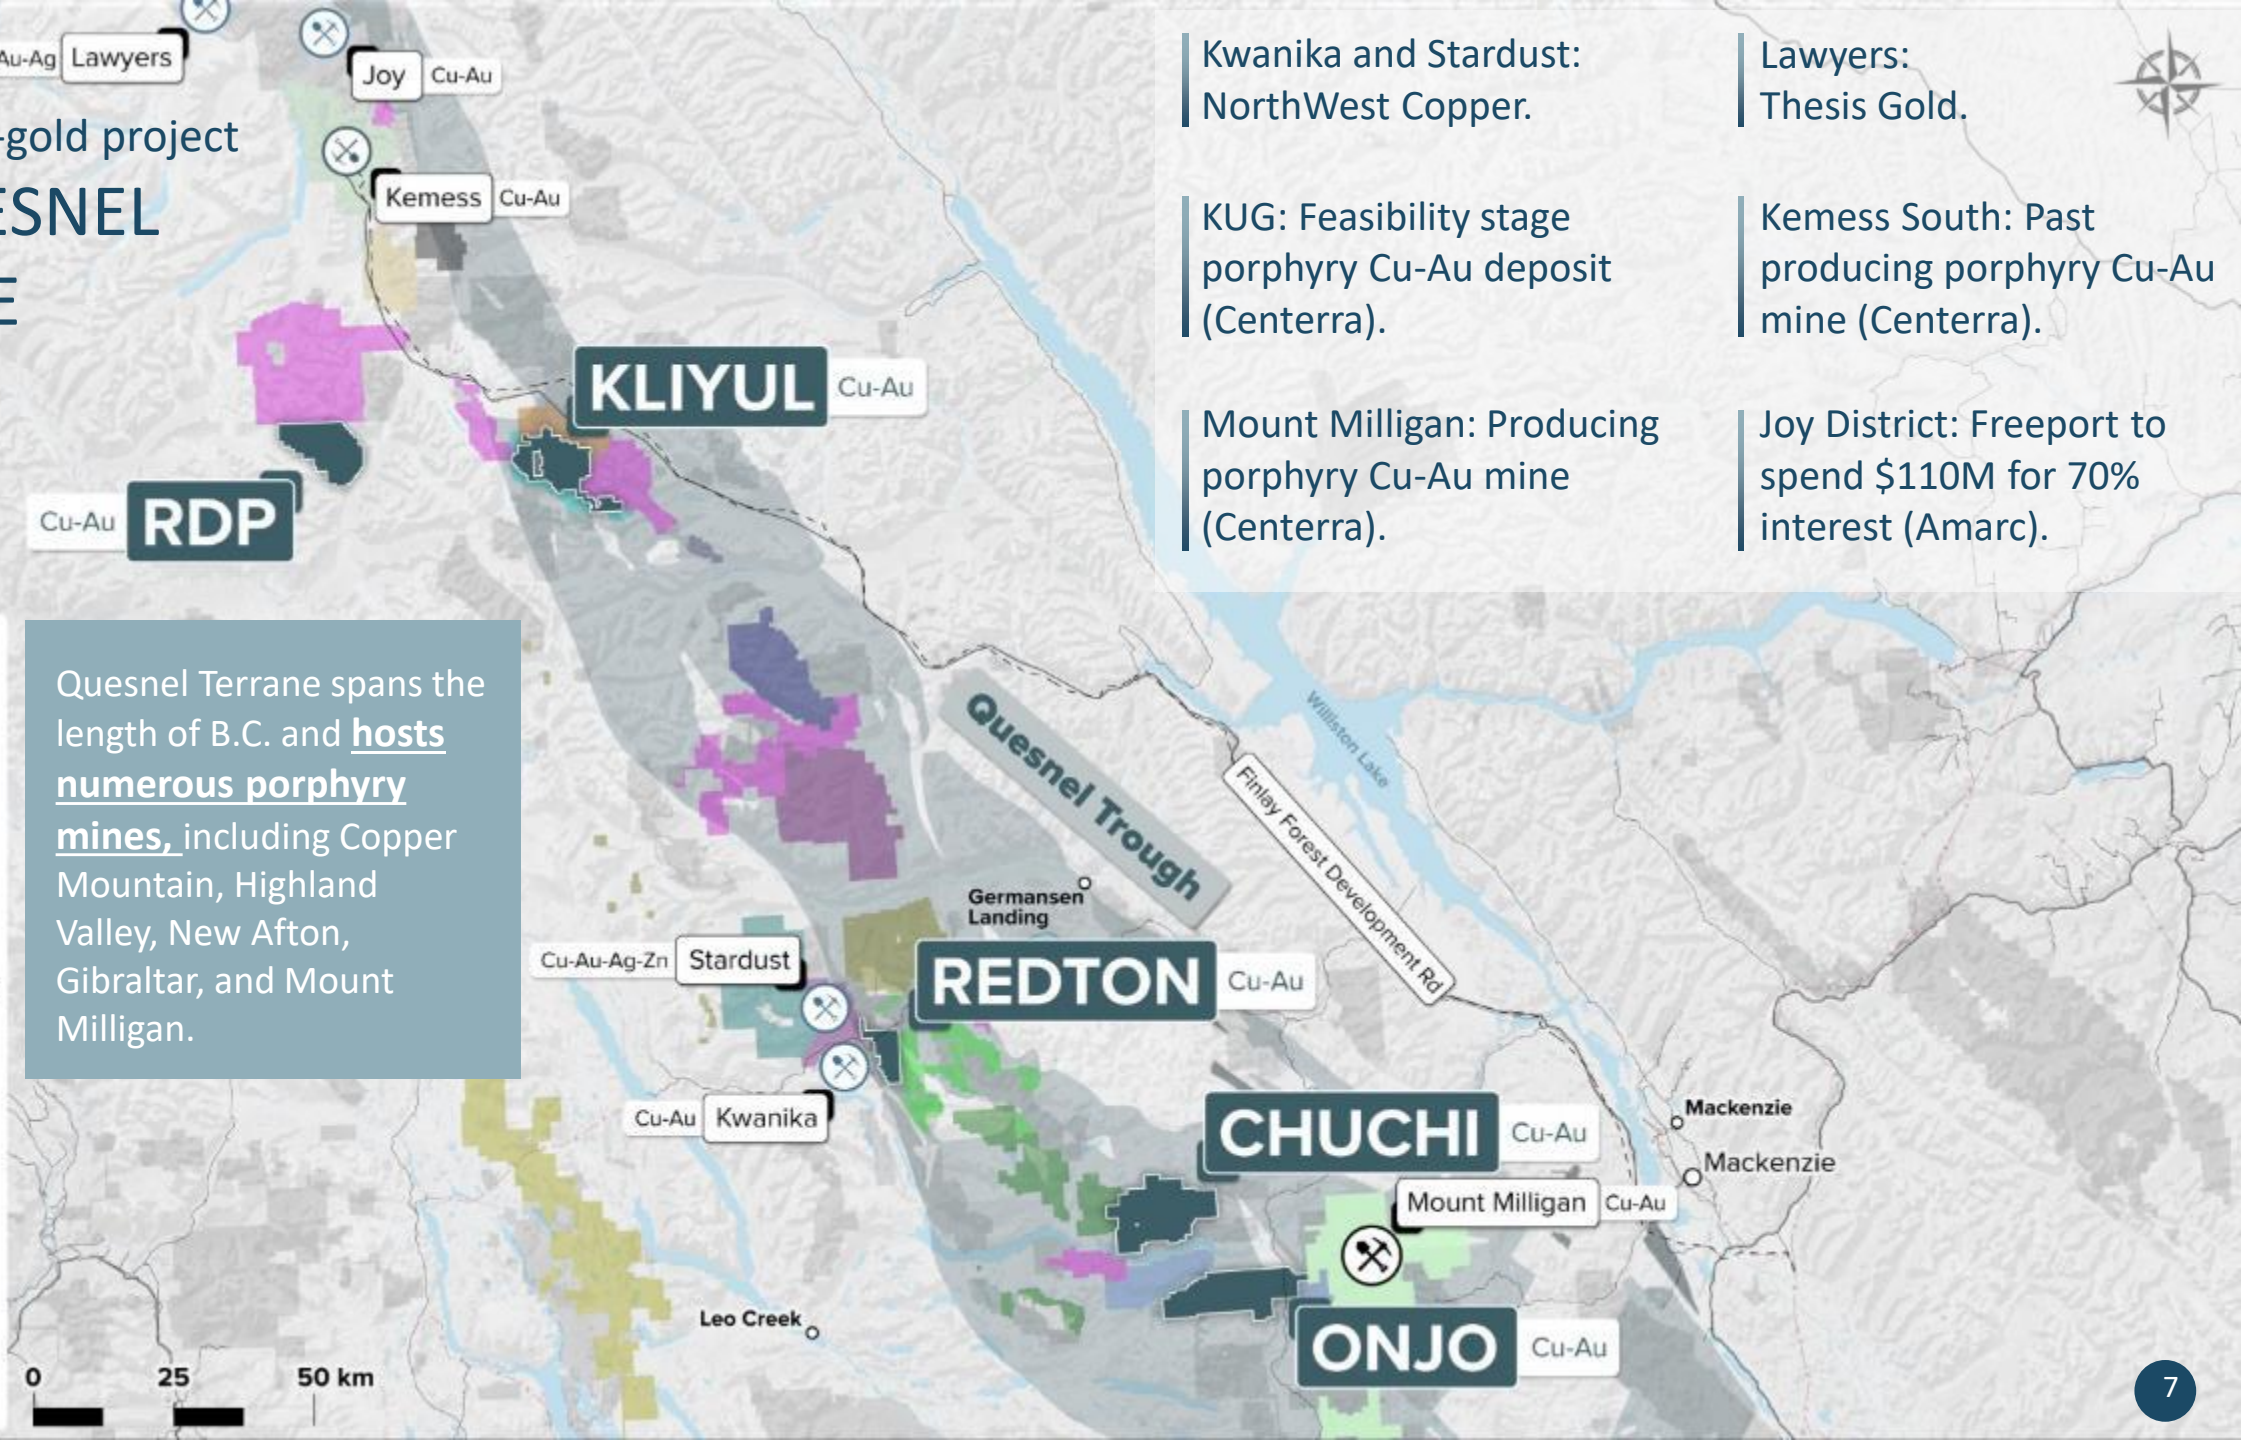 Au-Ag Lawyers
Joy Cu-Au
-gold project
ESNEL
E
Kemess Cu-Au
KLIYUL Cu-Au
Cu-Au RDP
Kwanika and Stardust:
NorthWest Copper.
Lawyers:
Thesis Gold.
KUG: Feasibility stage
porphyry Cu-Au deposit
(Centerra).
Kemess South: Past
producing porphyry Cu-Au
mine (Centerra).
Mount Milligan: Producing
porphyry Cu-Au mine
(Centerra).
Joy District: Freeport to
spend $110M for 70%
interest (Amarc).
Quesnel Terrane spans the
length of B.C. and hosts
numerous porphyry
mines, including Copper
Mountain, Highland
Valley, New Afton,
Gibraltar, and Mount
Milligan.
Quesnel Trough
Williston Lake
Finlay Forest Development Rd
Germansen
Landing
Cu-Au-Ag-Zn Stardust
REDTON Cu-Au
Cu-Au Kwanika
CHUCHI Cu-Au
Mackenzie
Mackenzie
Mount Milligan Cu-Au
Leo Creek
ONJO Cu-Au
0 25 50 km
7